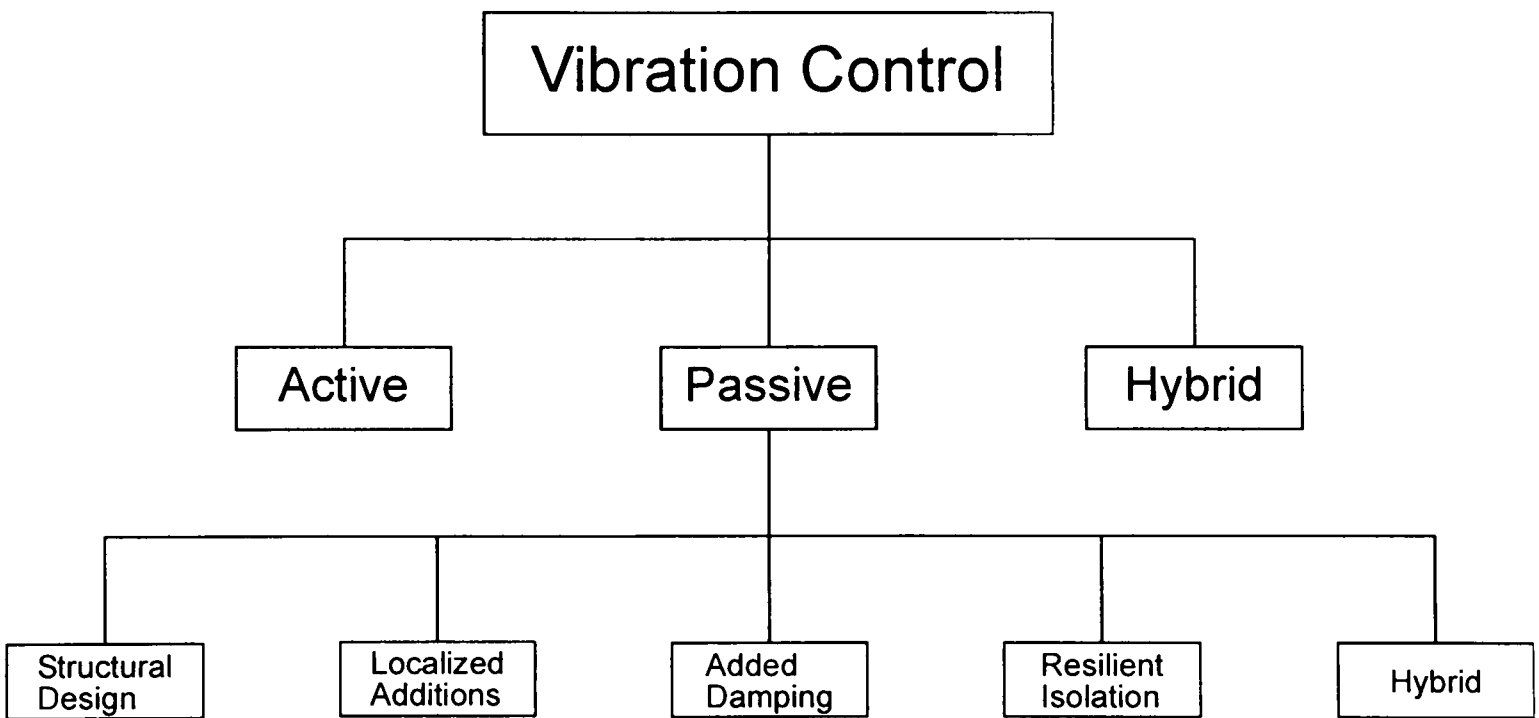 Vibration Control
Active
Passive
Hybrid
Structural
Design
Localized
Additions
Added
Damping
Resilient
Isolation
Hybrid